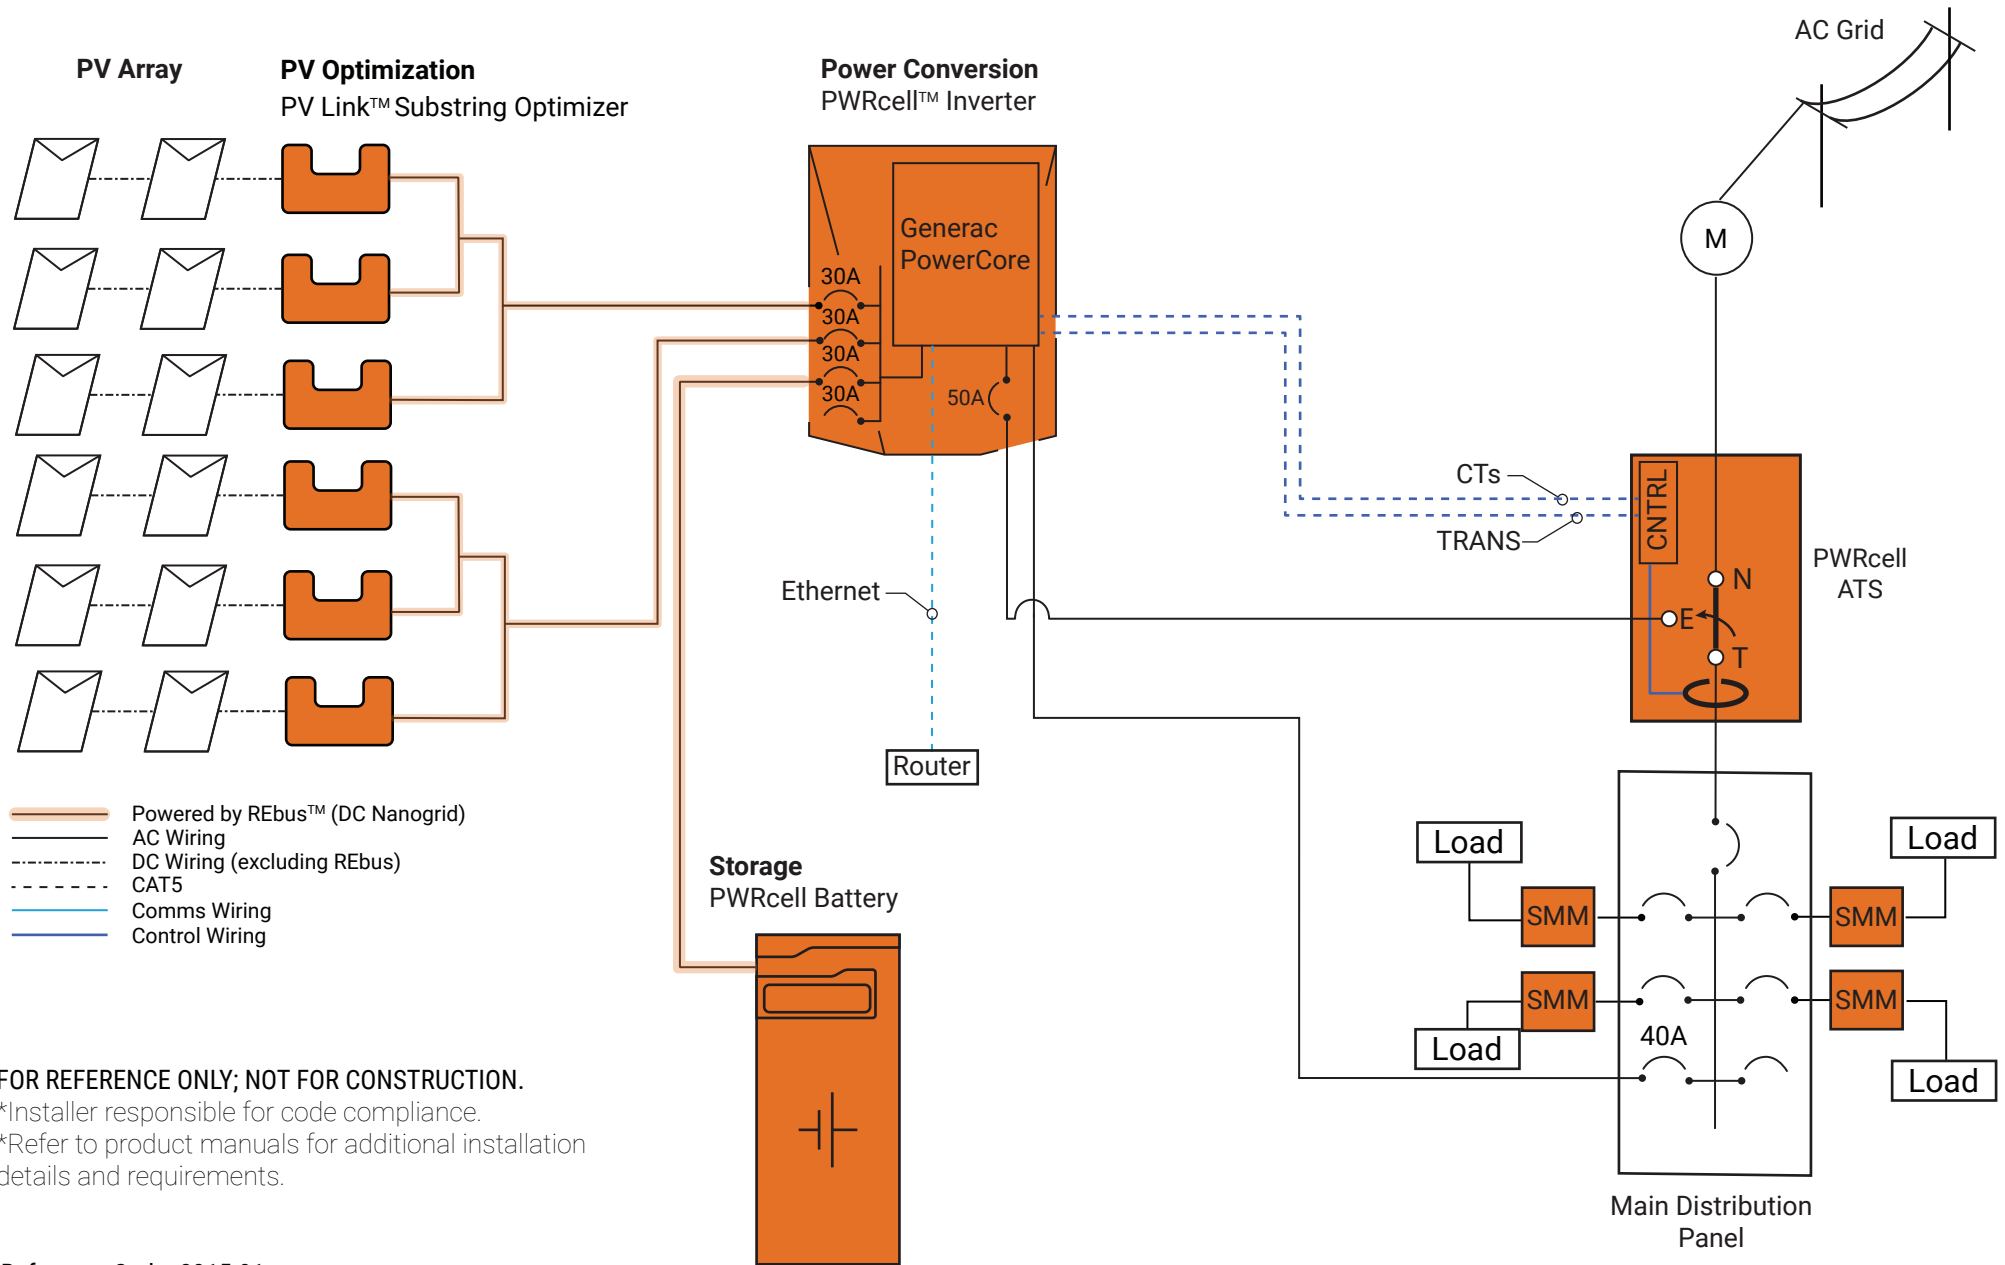 PV Array
PV Optimization
PV Link™ Substring Optimizer
Power Conversion
PWRcell™ Inverter
AC Grid
M
Generac
PowerCore
30A
30A
30A
30A
50A
CTs
TRANS
CNTRL
N
E
T
PWRcell
ATS
Ethernet
Router
Powered by REbus™ (DC Nanogrid)
AC Wiring
DC Wiring (excluding REbus)
CAT5
Comms Wiring
Control Wiring
Storage
PWRcell Battery
Load
Load
SMM
SMM
SMM
SMM
40A
Load
Load
Main Distribution
Panel
FOR REFERENCE ONLY; NOT FOR CONSTRUCTION.
*Installer responsible for code compliance.
*Refer to product manuals for additional installation
details and requirements.